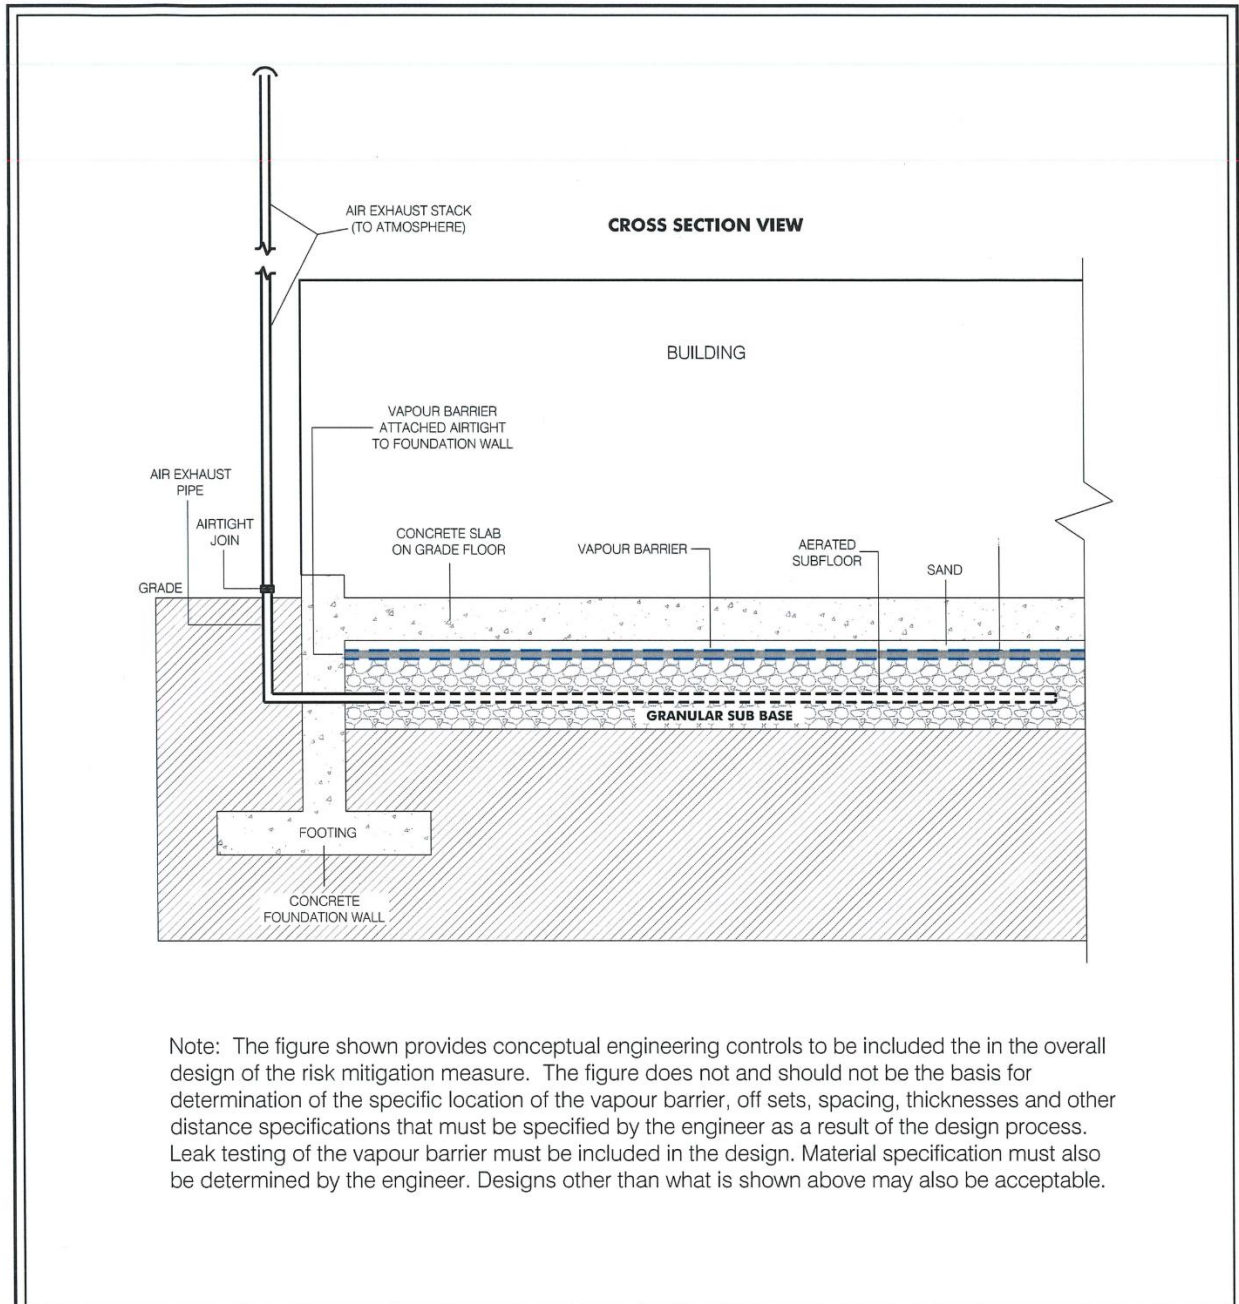 AIR EXHAUST STACK
(TO ATMOSPHERE)
CROSS SECTION VIEW
BUILDING
VAPOUR BARRIER
ATTACHED AIRTIGHT
TO FOUNDATION WALL
AIR EXHAUST
PIPE
AIRTIGHT
JOIN
CONCRETE SLAB
ON GRADE FLOOR
VAPOUR BARRIER
AERATED
SUBFLOOR
SAND
GRADE
GRANULAR SUB BASE
FOOTING
CONCRETE
FOUNDATION WALL
Note: The figure shown provides conceptual engineering controls to be included the in the overall
design of the risk mitigation measure. The figure does not and should not be the basis for
determination of the specific location of the vapour barrier, off sets, spacing, thicknesses and other
distance specifications that must be specified by the engineer as a result of the design process.
Leak testing of the vapour barrier must be included in the design. Material specification must also
be determined by the engineer. Designs other than what is shown above may also be acceptable.